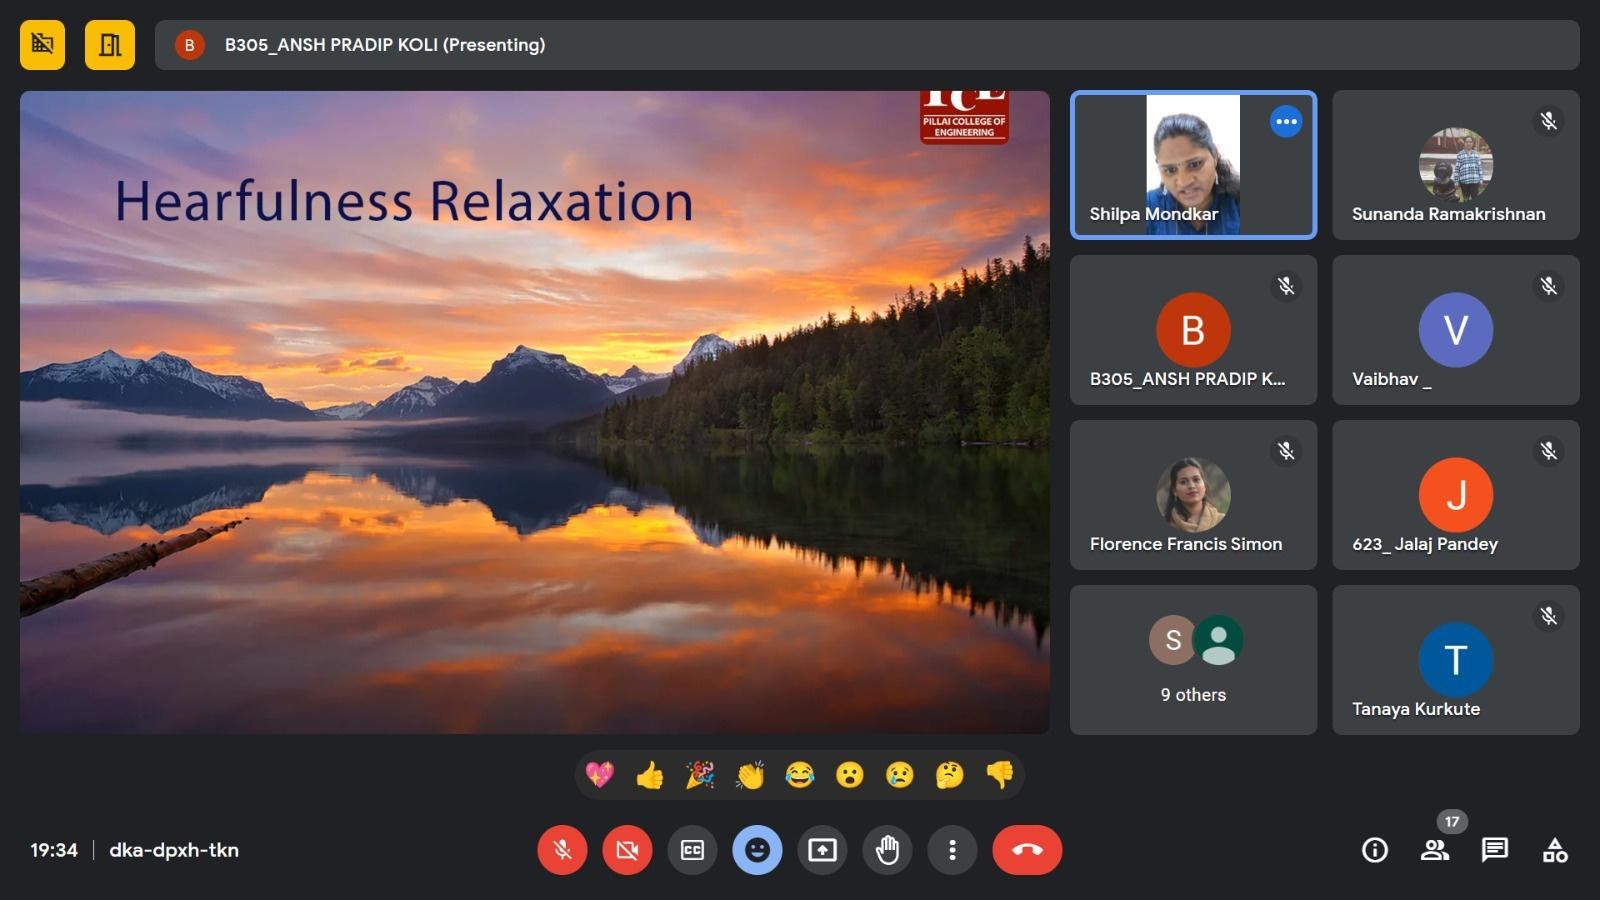 B
B305_ANSH PRADIP KOLI (Presenting)
PILLAI COLLEGE OF
ENGINEERING
Hearfulness Relaxation
Shilpa Mondkar
Sunanda Ramakrishnan
B
B305_ANSH PRADIP K...
V
Vaibhav _
Florence Francis Simon
J
623_ Jalaj Pandey
S
9 others
T
Tanaya Kurkute
19:34
dka-dpxh-tkn
CC
17